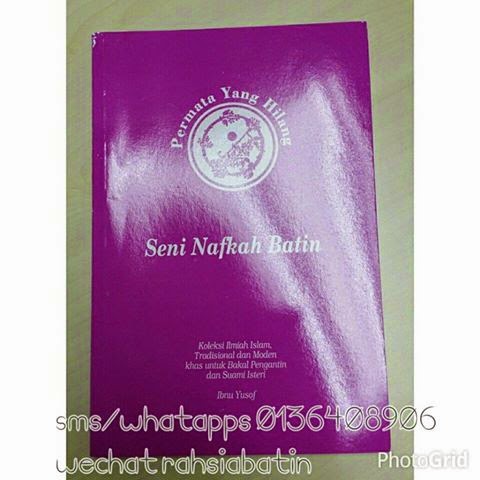 Permata Yang Hilang
Seni Nafkah Batin
Koleksi Ilmiah Islam,
Tradisional dan Moden
khas untuk Bakal Pengantin
dan Suami Isteri
Ibnu Yusof
sms/whatapps 0136408906
wechat rahsiabatin
PhotoGrid